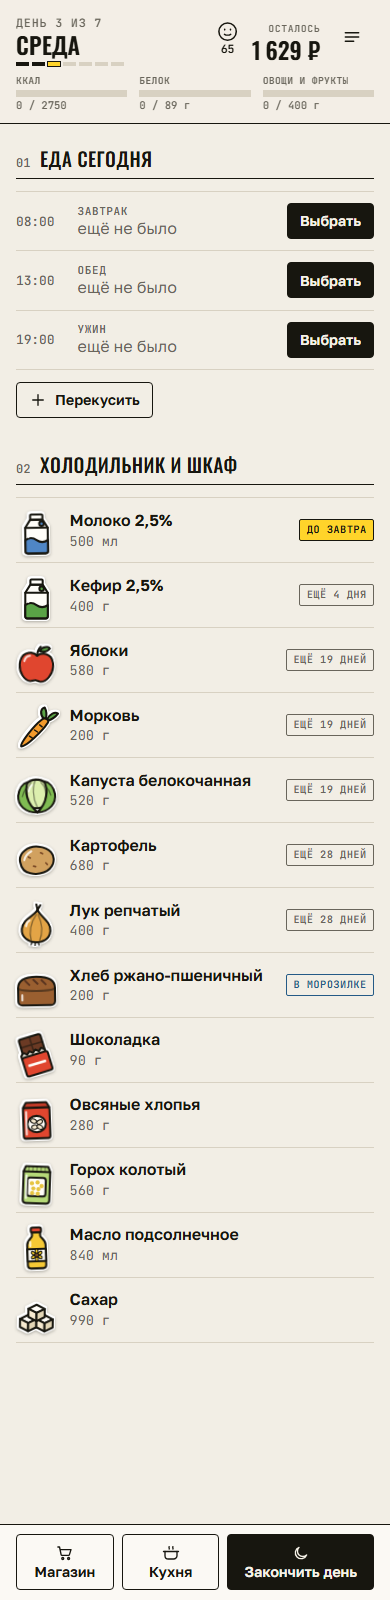 ДЕНЬ 3 ИЗ 7
СРЕДА
65
ОСТАЛОСЬ
1 629 ₽
ККАЛ
0 / 2750
БЕЛОК
0 / 89 г
ОВОЩИ И ФРУКТЫ
0 / 400 г
01 ЕДА СЕГОДНЯ
08:00
ЗАВТРАК
ещё не было
Выбрать
13:00
ОБЕД
ещё не было
Выбрать
19:00
УЖИН
ещё не было
Выбрать
Перекусить
02 ХОЛОДИЛЬНИК И ШКАФ
Молоко 2,5%
500 мл
ДО ЗАВТРА
Кефир 2,5%
400 г
ЕЩЁ 4 ДНЯ
Яблоки
580 г
ЕЩЁ 19 ДНЕЙ
Морковь
200 г
ЕЩЁ 19 ДНЕЙ
Капуста белокочанная
520 г
ЕЩЁ 19 ДНЕЙ
Картофель
680 г
ЕЩЁ 28 ДНЕЙ
Лук репчатый
400 г
ЕЩЁ 28 ДНЕЙ
Хлеб ржано-пшеничный
200 г
В МОРОЗИЛКЕ
Шоколадка
90 г
Овсяные хлопья
280 г
Горох колотый
560 г
Масло подсолнечное
840 мл
Сахар
990 г
Магазин
Кухня
Закончить день